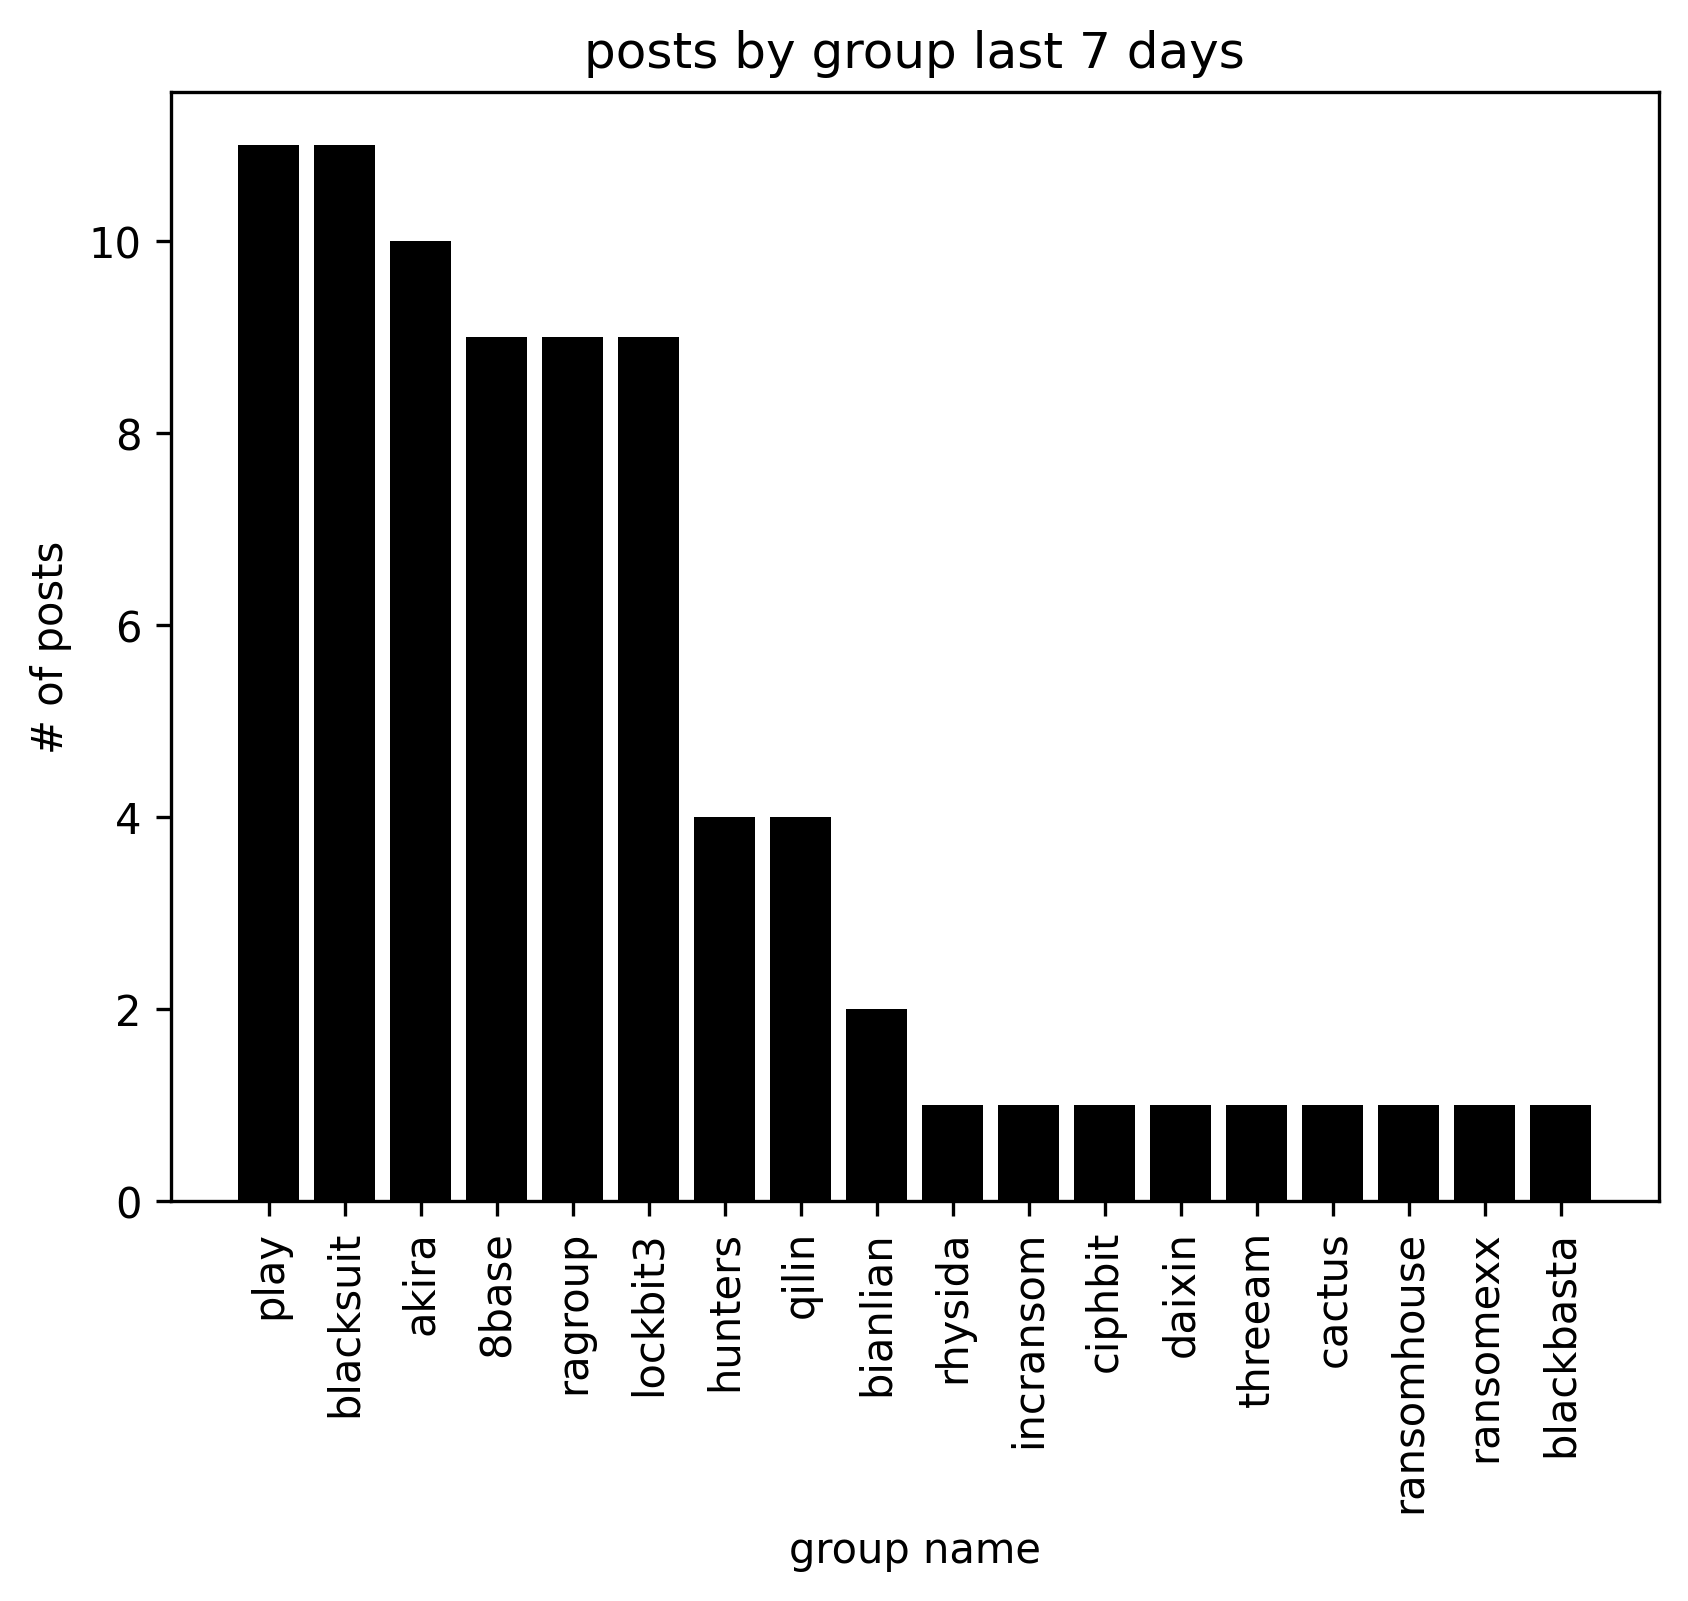 posts by group last 7 days
# of posts
10
8
6
4
2
0
play
blacksuit
akira
8base
ragroup
lockbit3
hunters
qilin
bianlian
rhysida
incransom
ciphbit
daixin
threeam
cactus
ransomhouse
ransomexx
blackbasta
group name